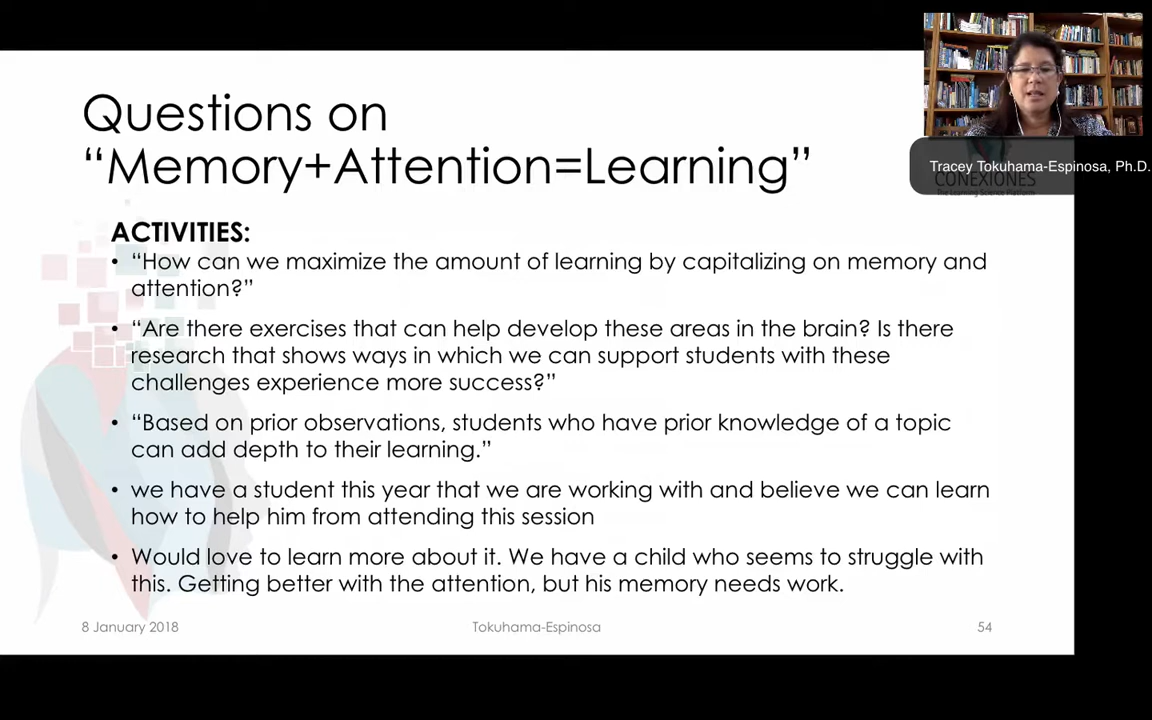 Questions on
“Memory+Attention=Learning”
Tracey Tokuhama-Espinosa, Ph.D.
CONEXIONES
The Learning Science Platform
ACTIVITIES:
• “How can we maximize the amount of learning by capitalizing on memory and
attention?”
• “Are there exercises that can help develop these areas in the brain? Is there
research that shows ways in which we can support students with these
challenges experience more success?”
• “Based on prior observations, students who have prior knowledge of a topic
can add depth to their learning.”
• we have a student this year that we are working with and believe we can learn
how to help him from attending this session
• Would love to learn more about it. We have a child who seems to struggle with
this. Getting better with the attention, but his memory needs work.
8 January 2018
Tokuhama-Espinosa
54